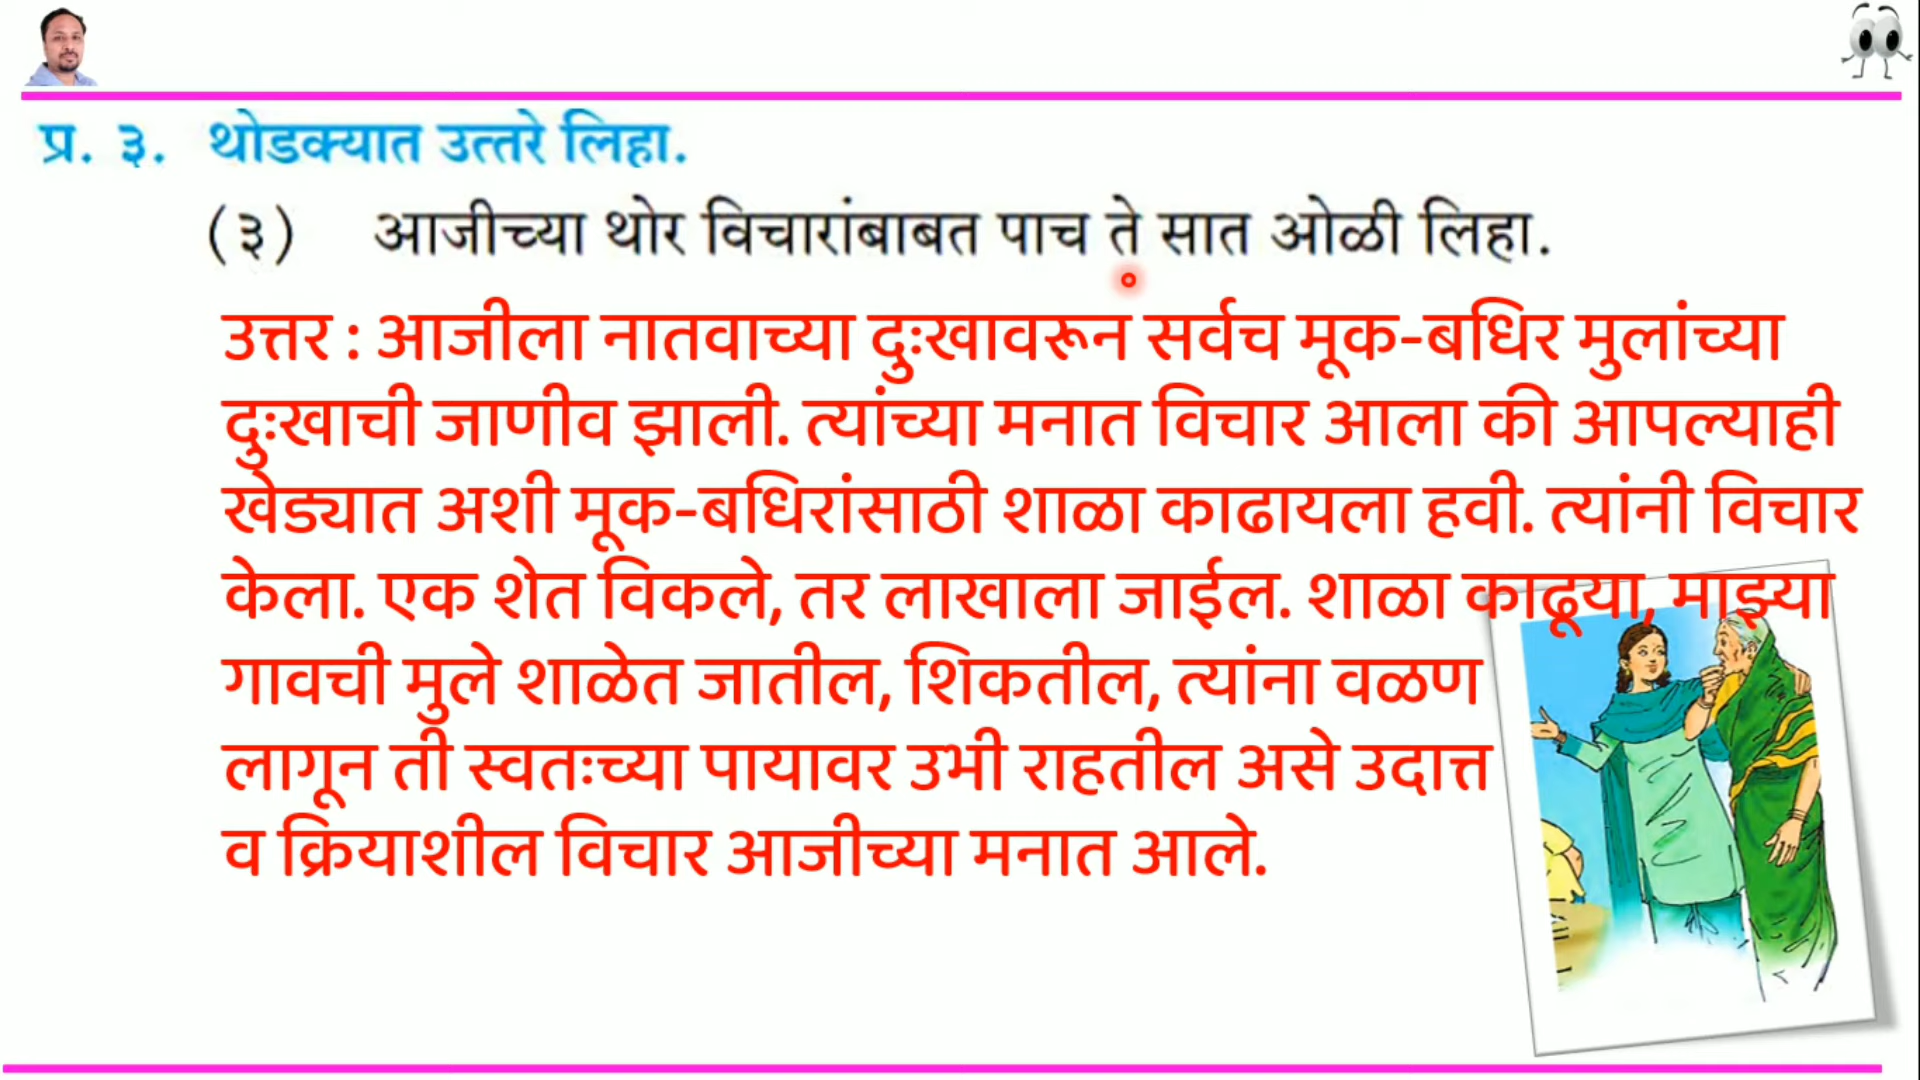 प्र. ३. थोडक्यात उत्तरे लिहा.
(३) आजीच्या थोर विचारांबाबत पाच ते सात ओळी लिहा.
उत्तर : आजीला नातवाच्या दुःखावरून सर्वच मूक-बधिर मुलांच्या
दुःखाची जाणीव झाली. त्यांच्या मनात विचार आला की आपल्याही
खेड्यात अशी मूक-बधिरांसाठी शाळा काढायला हवी. त्यांनी विचार
केला. एक शेत विकले, तर लाखाला जाईल. शाळा काढूया, माझ्या
गावची मुले शाळेत जातील, शिकतील, त्यांना वळण
लागून ती स्वतःच्या पायावर उभी राहतील असे उदात्त
व क्रियाशील विचार आजीच्या मनात आले.